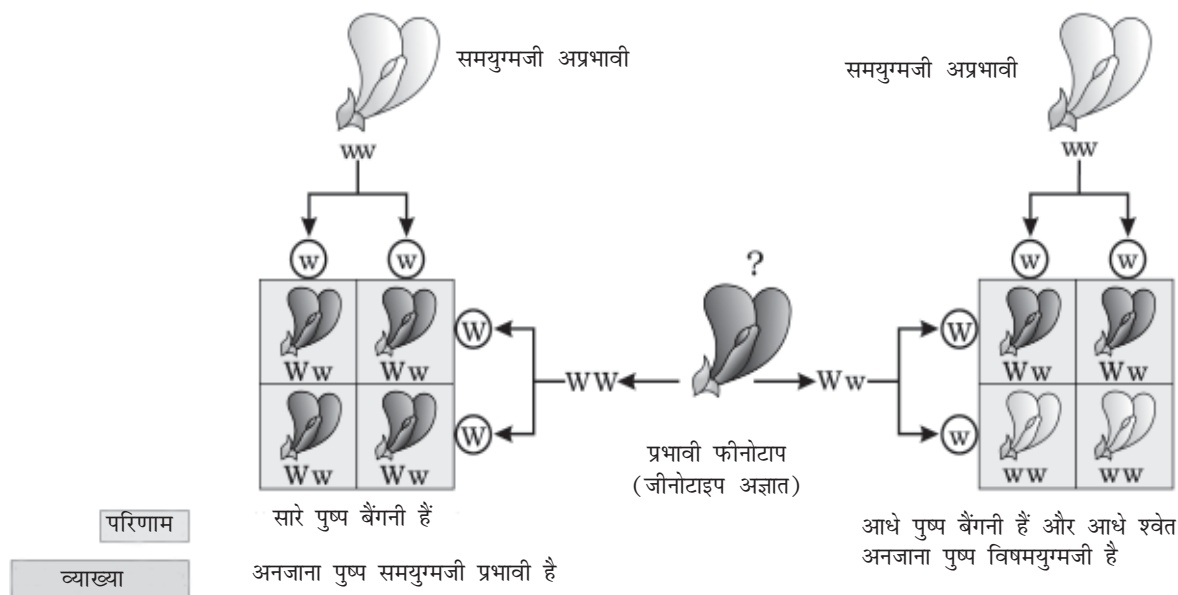 समयुग्मजी अप्रभावी
ww
w w
Ww Ww
W
Ww Ww
W
WW
?
Ww
प्रभावी फीनोटाप
(जीनोटाइप अज्ञात)
समयुग्मजी अप्रभावी
ww
w w
W
Ww Ww
w
ww ww
परिणाम
सारे पुष्प बैंगनी हैं
आधे पुष्प बैंगनी हैं और आधे श्वेत
व्याख्या
अनजाना पुष्प समयुग्मजी प्रभावी है
अनजाना पुष्प विषमयुग्मजी है